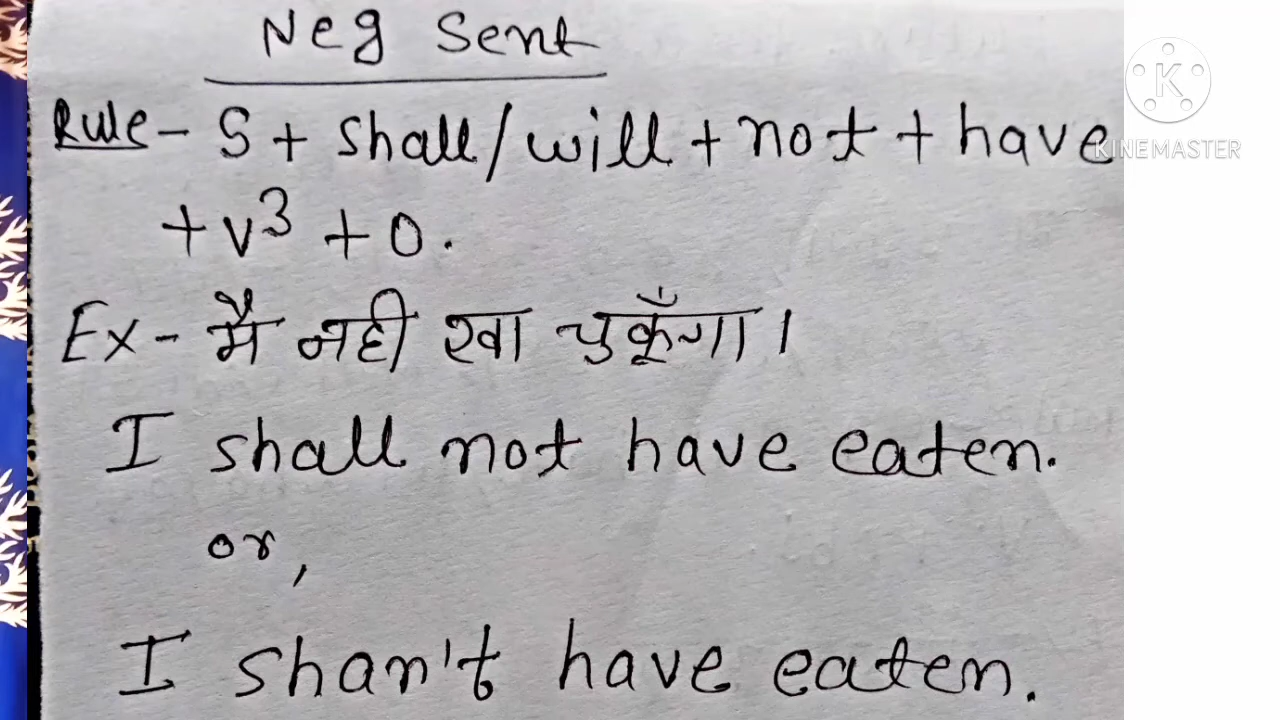 Neg Sent
Rule- S + shall/will + not + have
+ V³ + O.
Ex- मै नही खा चुकूँगा।
I shall not have eaten.
or,
I shan't have eaten.
K
KINEMASTER